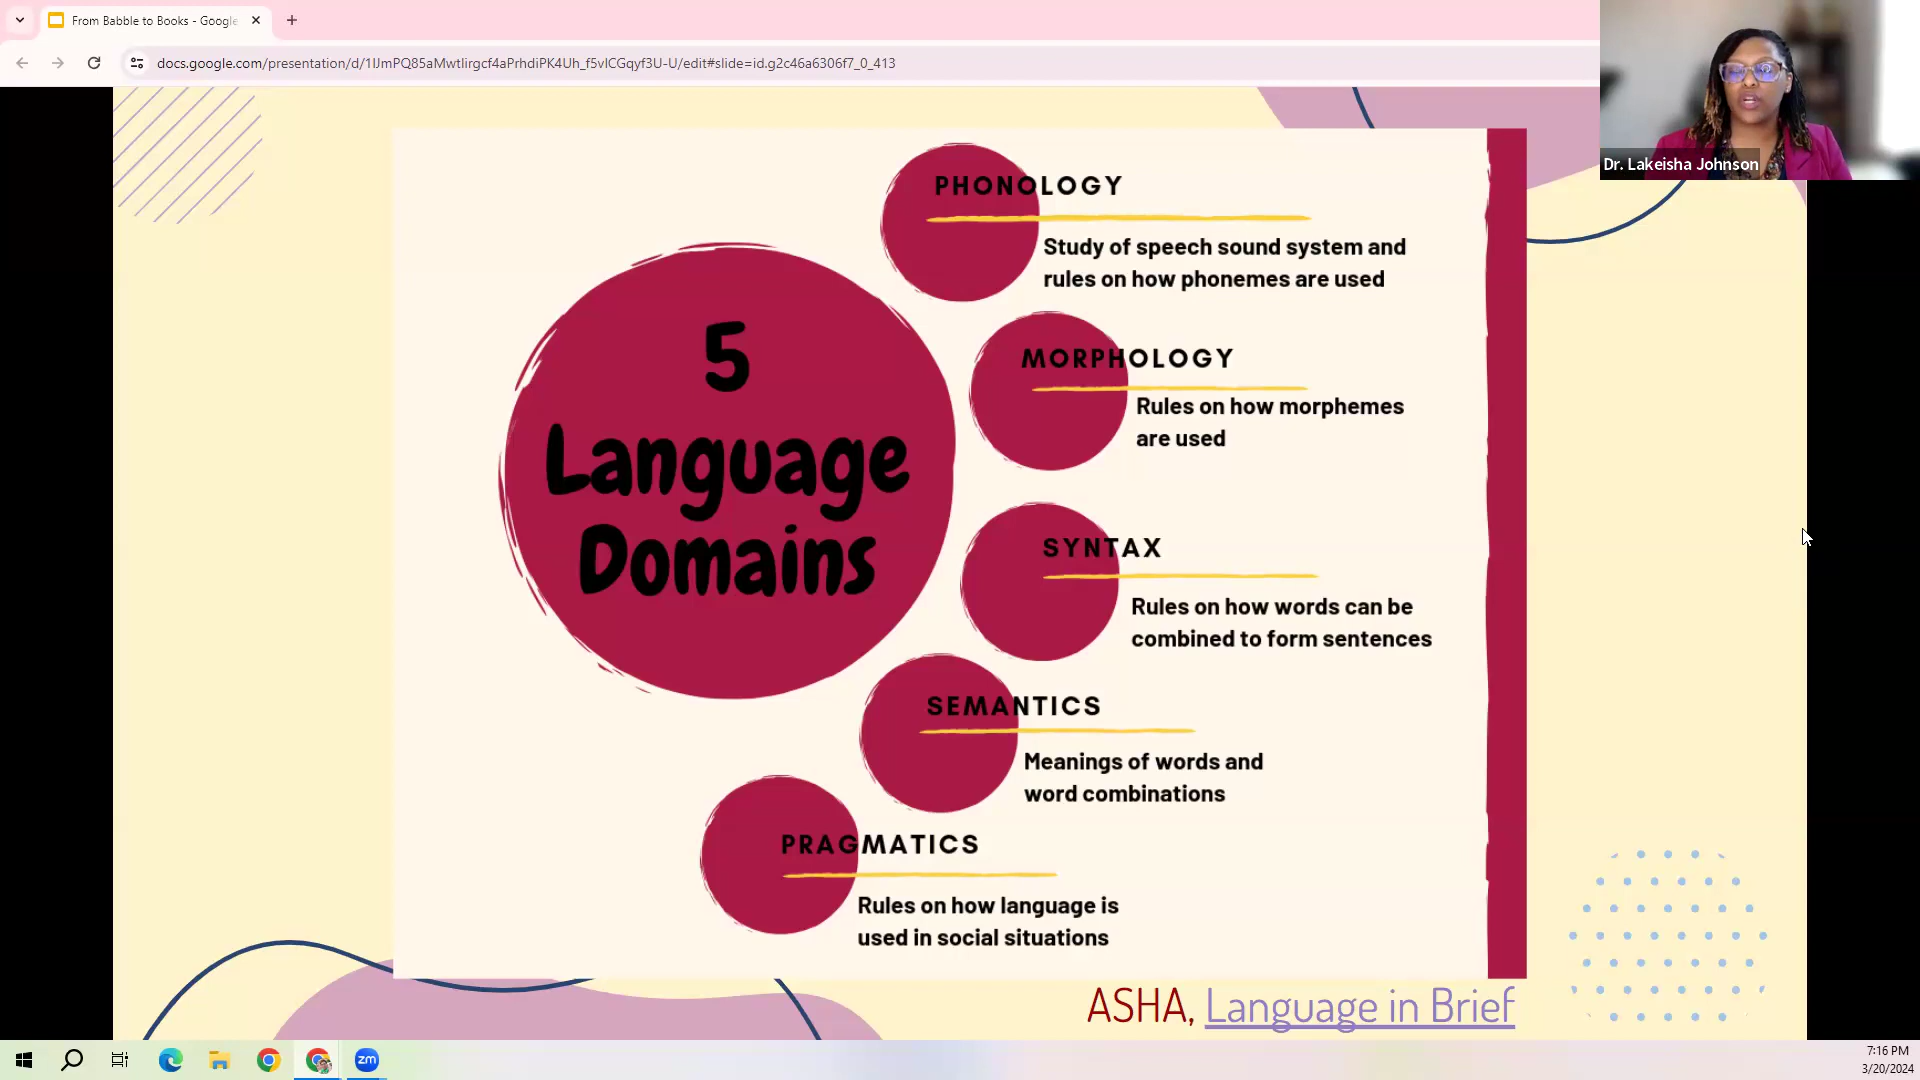 From Babble to Books - Google
docs.google.com/presentation/d/1IJmPQ85aMwtlirgcf4aPrhdiPK4Uh_f5vICGqyf3U-U/edit#slide=id.g2c46a6306f7_0_413
Dr. Lakeisha Johnson
5
Language
Domains
PHONOLOGY
Study of speech sound system and
rules on how phonemes are used
MORPHOLOGY
Rules on how morphemes
are used
SYNTAX
Rules on how words can be
combined to form sentences
SEMANTICS
Meanings of words and
word combinations
PRAGMATICS
Rules on how language is
used in social situations
ASHA, Language in Brief
zm
7:16 PM
3/20/2024